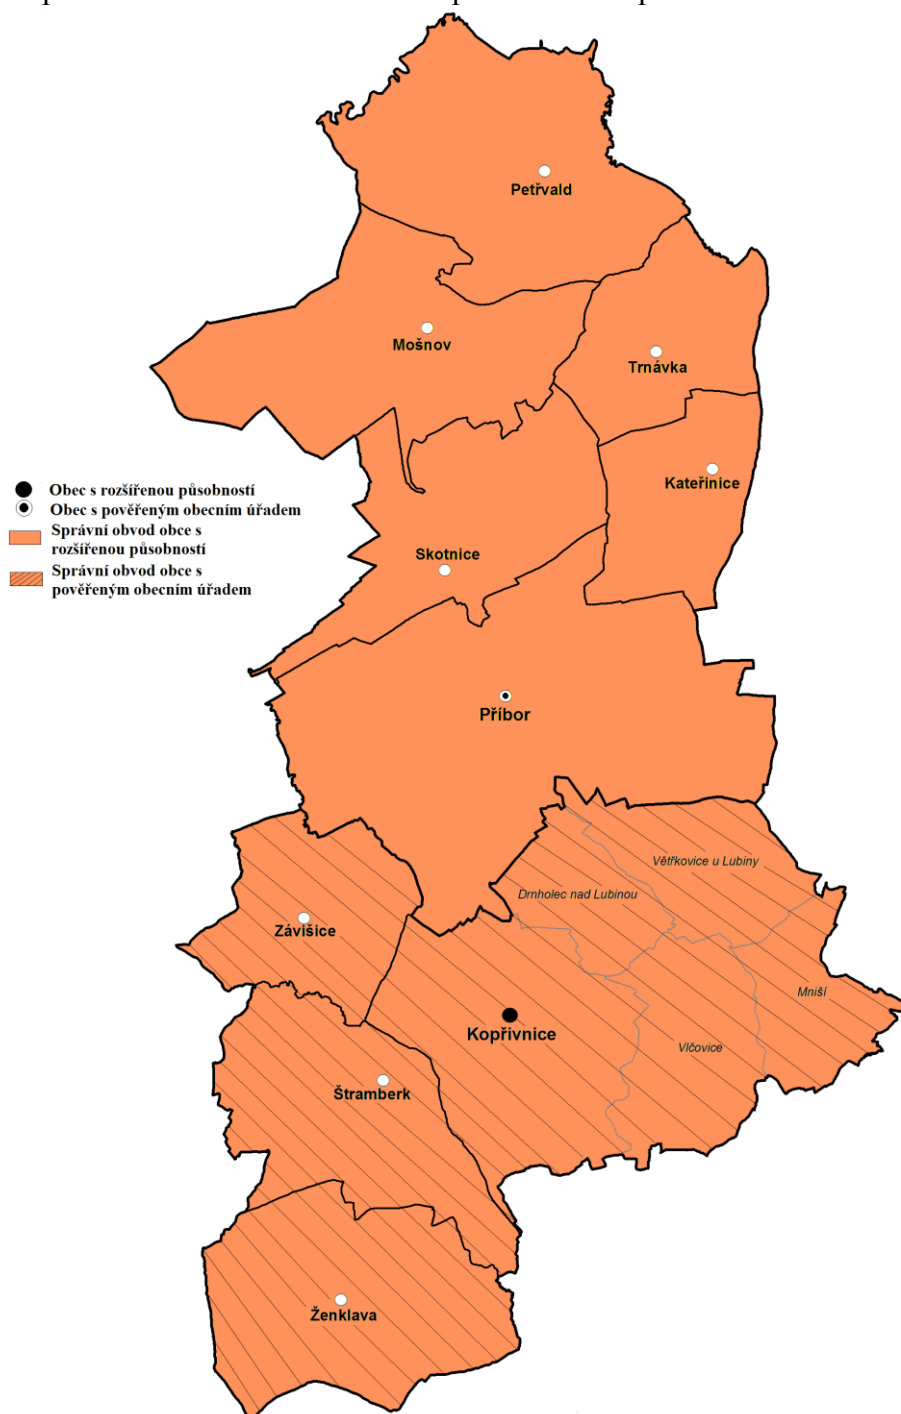 Petřvald
Mošnov
Trnávka
Kateřinice
Obec s rozšířenou působností
Obec s pověřeným obecním úřadem
Správní obvod obce s
rozšířenou působností
Správní obvod obce s
pověřeným obecním úřadem
Skotnice
Příbor
Větřkovice u Lubiny
Drnholec nad Lubinou
Závišice
Mniší
Kopřivnice
Vlčovice
Štramberk
Ženklava